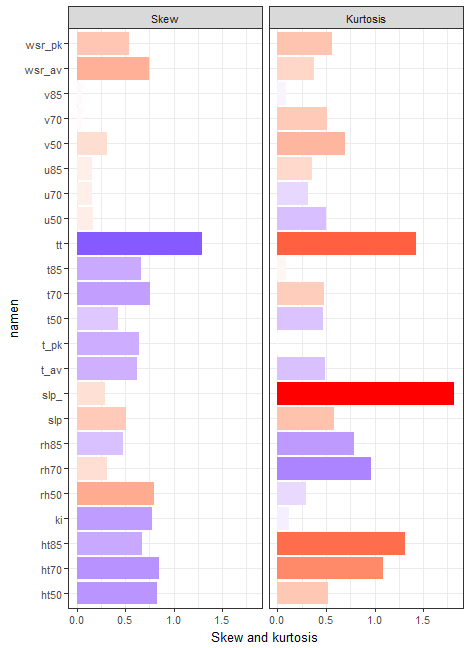 Skew Kurtosis
wsr_pk
wsr_av
v85
v70
v50
u85
u70
u50
tt
t85
t70
t50
t_pk
t_av
slp_
slp
rh85
rh70
rh50
ki
ht85
ht70
ht50
namen
0.0 0.5 1.0 1.5 0.0 0.5 1.0 1.5
Skew and kurtosis